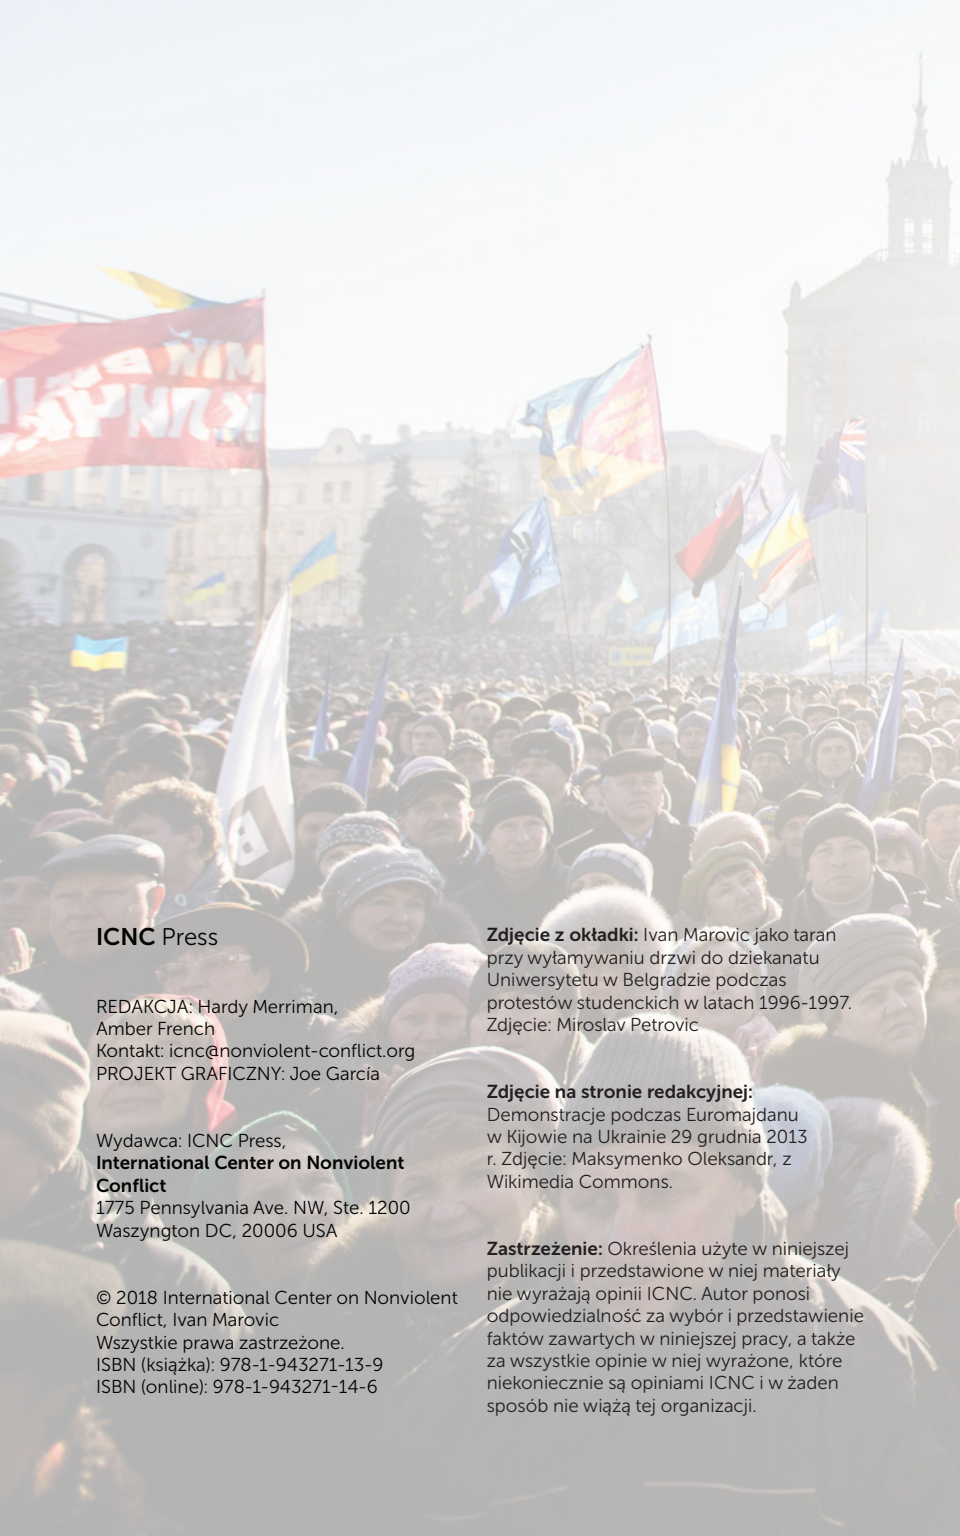 ICNC Press
REDAKCJA: Hardy Merriman,
Amber French
Kontakt: icnc@nonviolent-conflict.org
PROJEKT GRAFICZNY: Joe García
Wydawca: ICNC Press,
International Center on Nonviolent
Conflict
1775 Pennsylvania Ave. NW, Ste. 1200
Waszyngton DC, 20006 USA
© 2018 International Center on Nonviolent
Conflict, Ivan Marovic
Wszystkie prawa zastrzeżone.
ISBN (książka): 978-1-943271-13-9
ISBN (online): 978-1-943271-14-6
Zdjęcie z okładki: Ivan Marovic jako taran
przy wyłamywaniu drzwi do dziekanatu
Uniwersytetu w Belgradzie podczas
protestów studenckich w latach 1996-1997.
Zdjęcie: Miroslav Petrovic
Zdjęcie na stronie redakcyjnej:
Demonstracje podczas Euromajdanu
w Kijowie na Ukrainie 29 grudnia 2013
r. Zdjęcie: Maksymenko Oleksandr, z
Wikimedia Commons.
Zastrzeżenie: Określenia użyte w niniejszej
publikacji i przedstawione w niej materiały
nie wyrażają opinii ICNC. Autor ponosi
odpowiedzialność za wybór i przedstawienie
faktów zawartych w niniejszej pracy, a także
za wszystkie opinie w niej wyrażone, które
niekoniecznie są opiniami ICNC i w żaden
sposób nie wiążą tej organizacji.